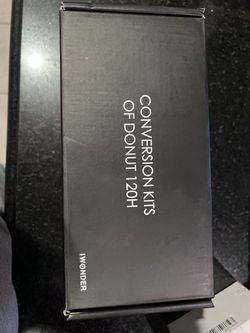 CONVERSION KITS
OF DONUT 120H
IWONDER